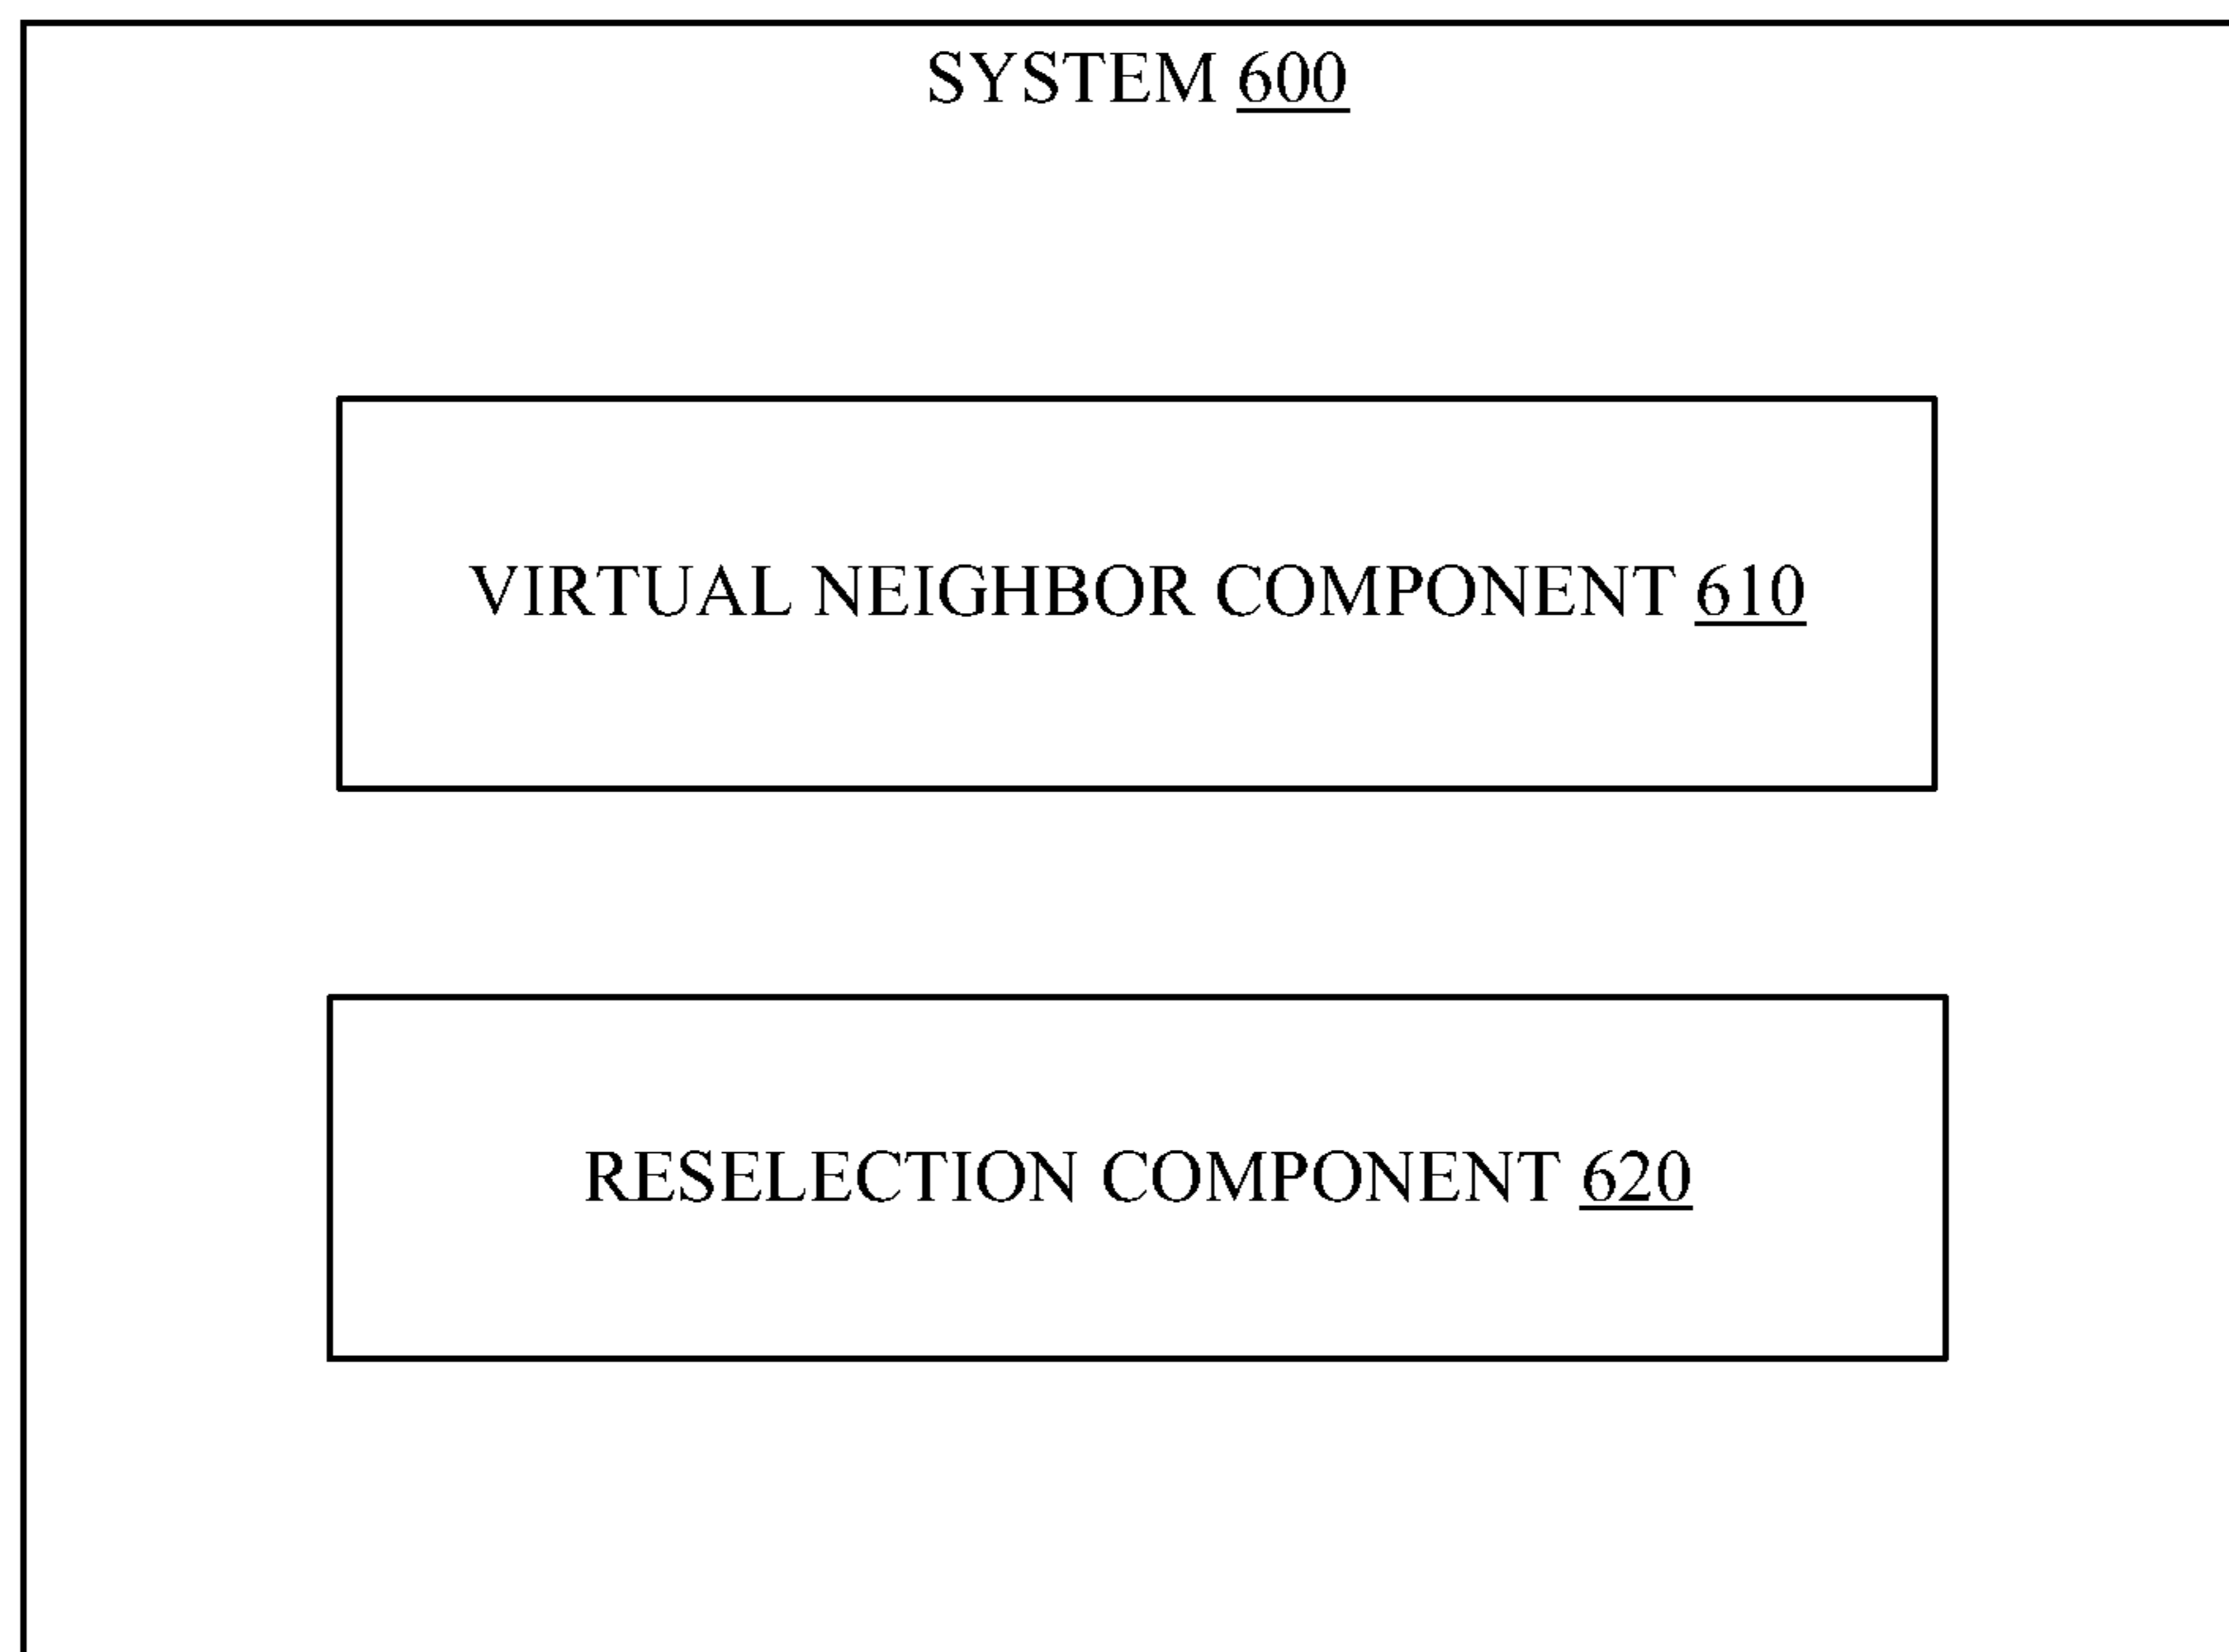 SYSTEM 600
VIRTUAL NEIGHBOR COMPONENT 610
RESELECTION COMPONENT 620